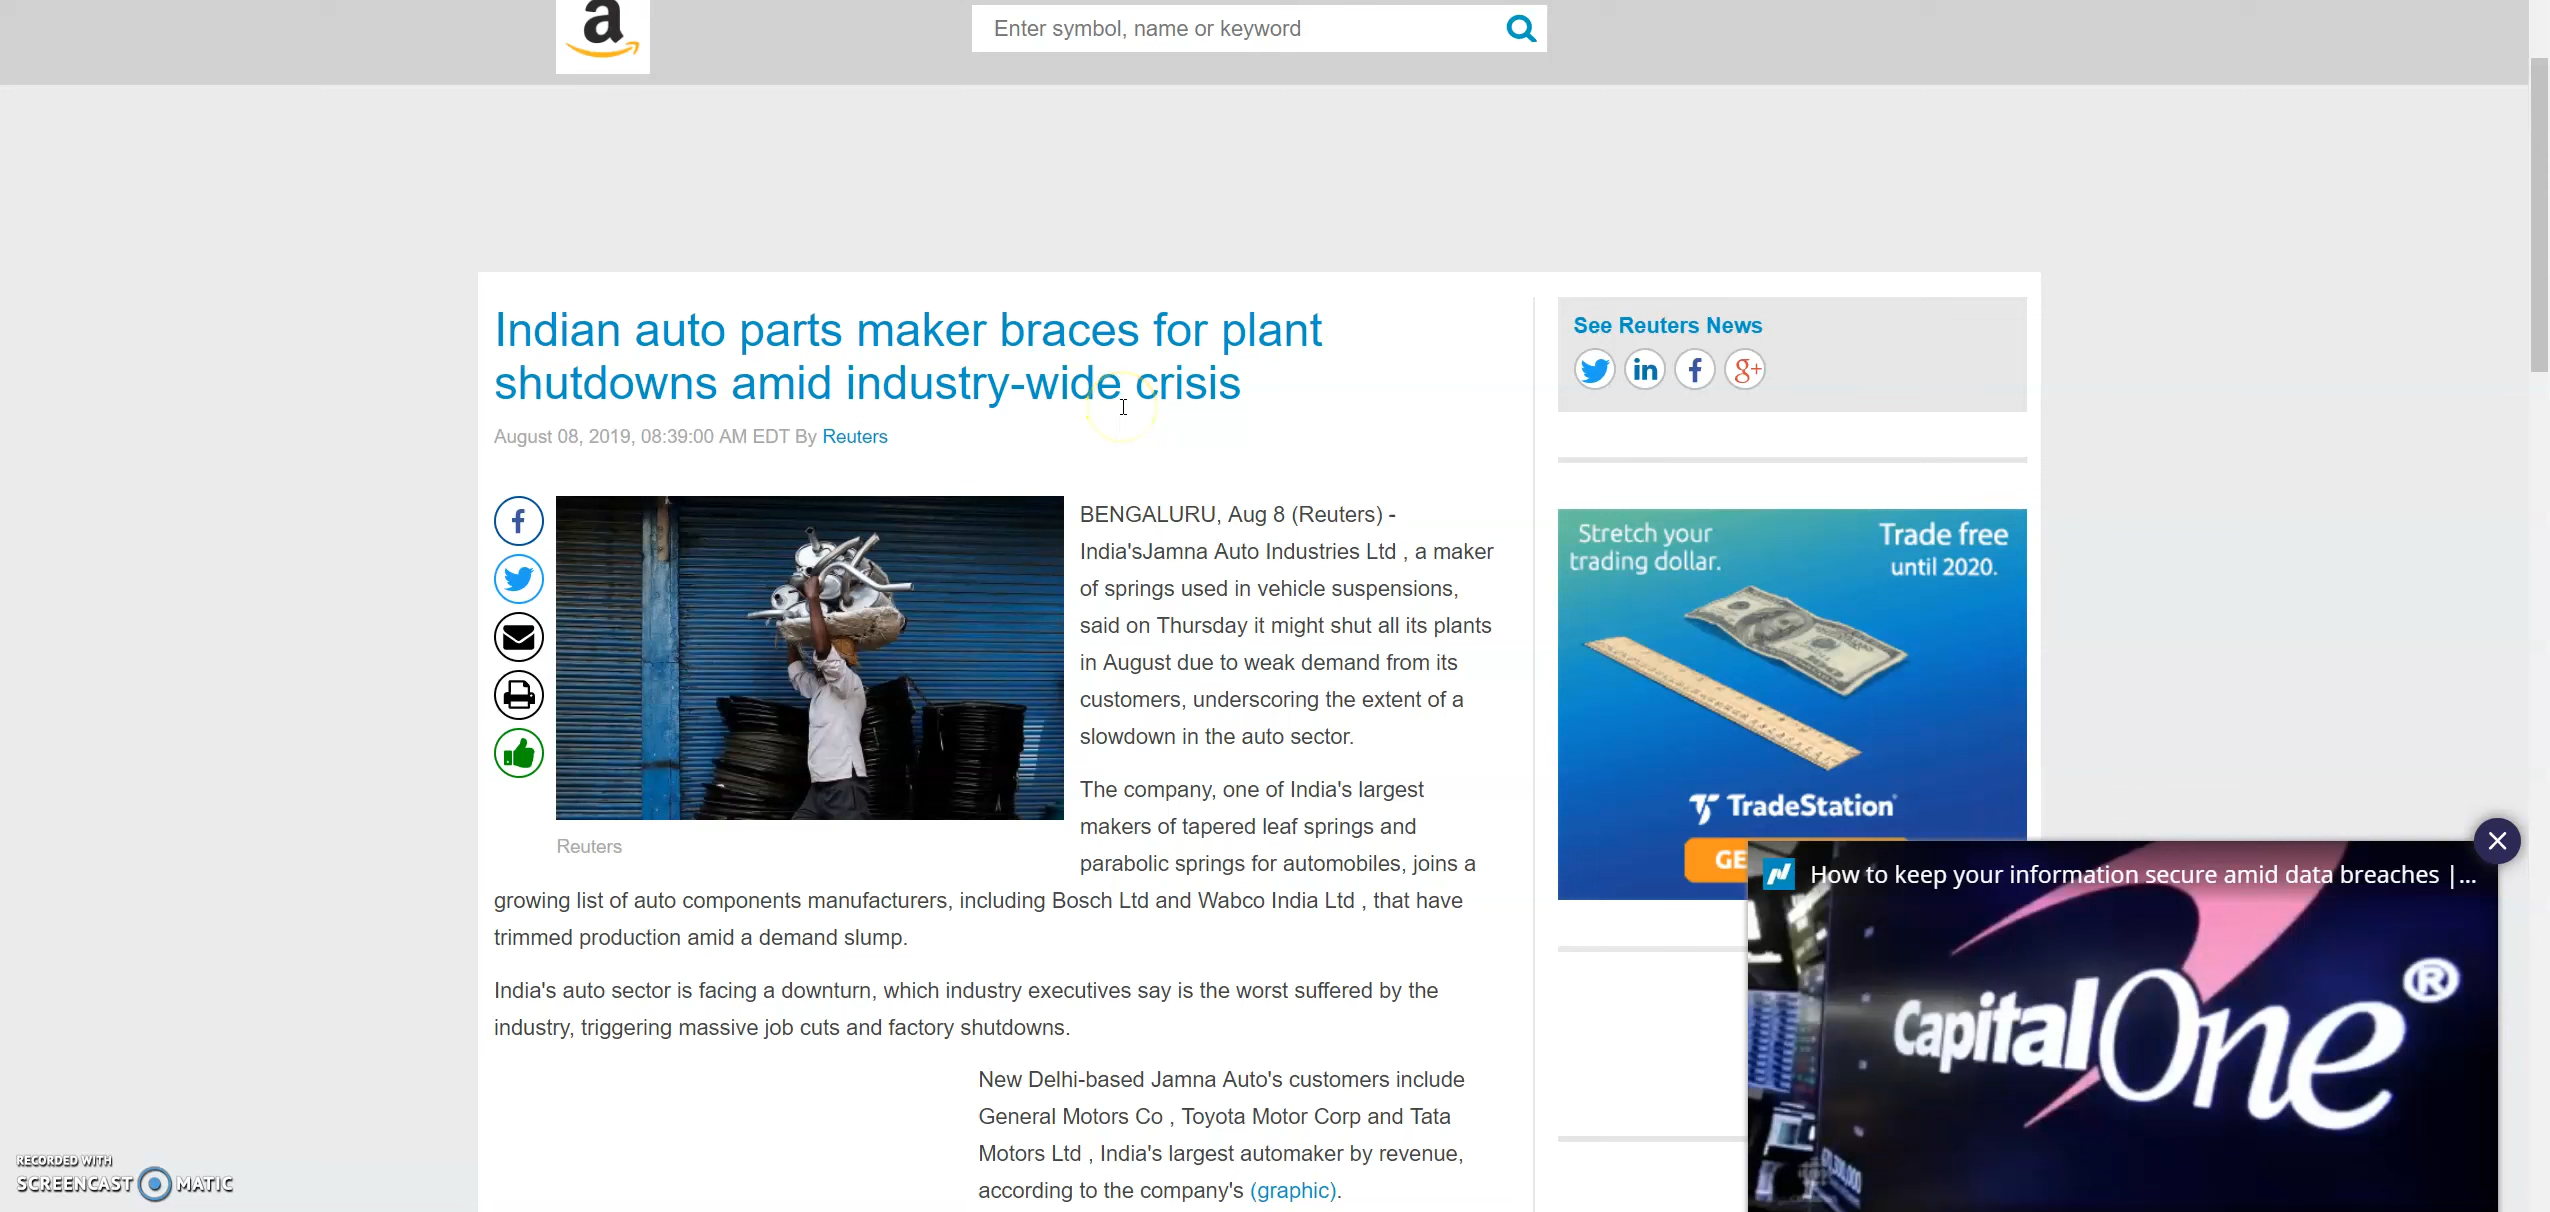 a
Enter symbol, name or keyword
Indian auto parts maker braces for plant
shutdowns amid industry-wide crisis
August 08, 2019, 08:39:00 AM EDT By Reuters
BENGALURU, Aug 8 (Reuters) -
India'sJamna Auto Industries Ltd , a maker
of springs used in vehicle suspensions,
said on Thursday it might shut all its plants
in August due to weak demand from its
customers, underscoring the extent of a
slowdown in the auto sector.
The company, one of India's largest
makers of tapered leaf springs and
parabolic springs for automobiles, joins a
Reuters
growing list of auto components manufacturers, including Bosch Ltd and Wabco India Ltd , that have
trimmed production amid a demand slump.
India's auto sector is facing a downturn, which industry executives say is the worst suffered by the
industry, triggering massive job cuts and factory shutdowns.
New Delhi-based Jamna Auto's customers include
General Motors Co , Toyota Motor Corp and Tata
Motors Ltd , India's largest automaker by revenue,
according to the company's (graphic).
See Reuters News
in f g+
Stretch your
trading dollar.
Trade free
until 2020.
TradeStation
GE
How to keep your information secure amid data breaches |...
CapitalOne®
RECORDED WITH
SCREENCAST MATIC